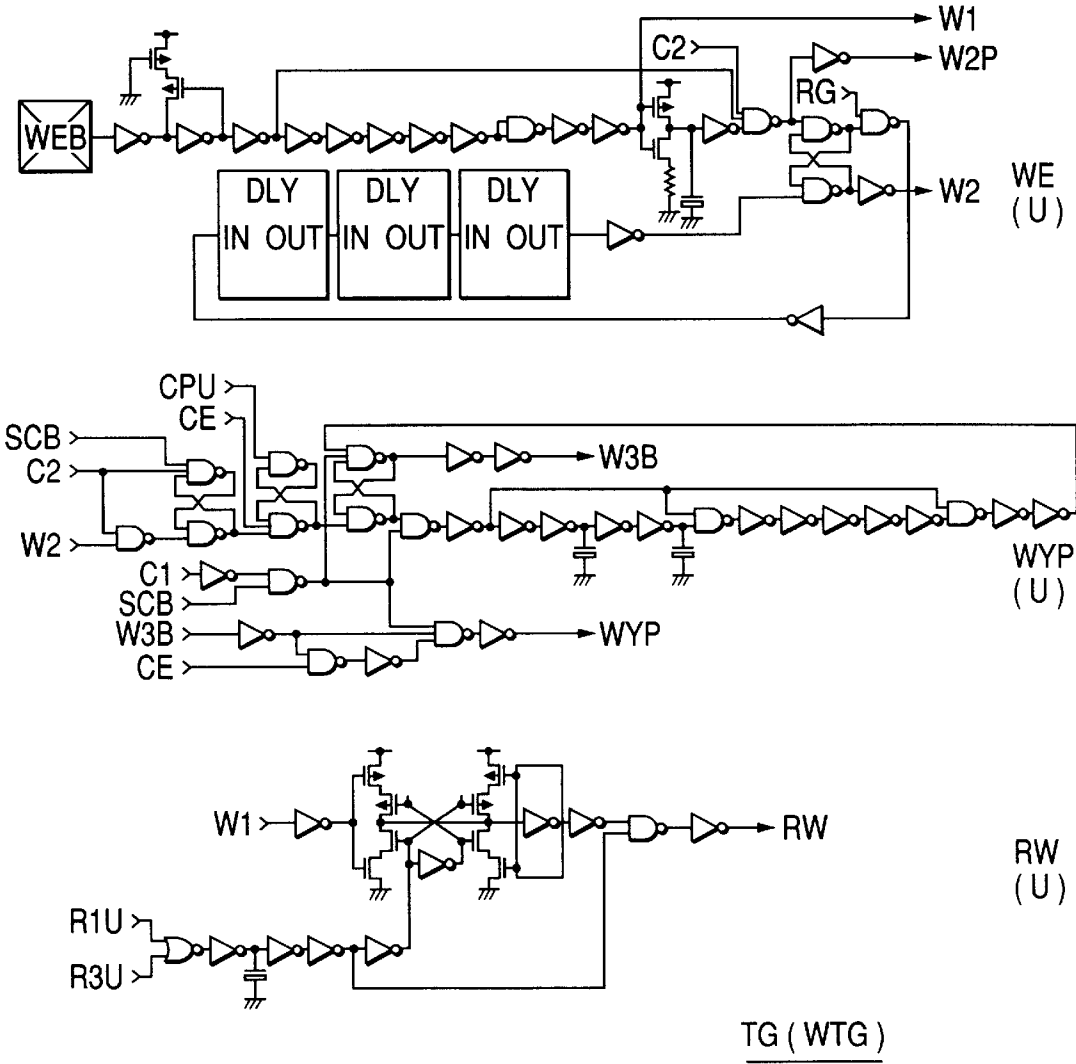 W1
C2
W2P
RG
WEB
DLY DLY DLY
IN OUT IN OUT IN OUT
W2
WE
(U)
CPU
CE
SCB
C2
W3B
W2
C1
SCB
WYP
(U)
W3B
WYP
CE
W1
RW
RW
(U)
R1U
R3U
TG (WTG)